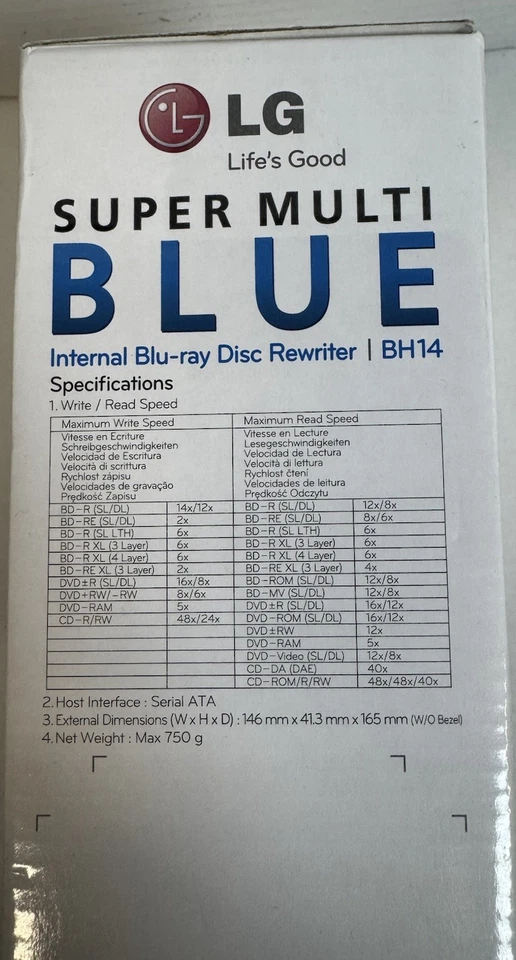 LG
Life's Good
SUPER MULTI
BLUE
Internal Blu-ray Disc Rewriter | BH14
Specifications
1. Write / Read Speed
Maximum Write Speed Maximum Read Speed
Vitesse en Ecriture Vitesse en Lecture
Schreibgeschwindigkeiten Lesegeschwindigkeiten
Velocidad de Escritura Velocidad de Lectura
Velocità di scrittura Velocità di lettura
Rychlost zápisu Rychlost čtení
Velocidades de gravação Velocidades de leitura
Prędkość Zapisu Prędkość Odczytu
BD-R (SL/DL) 14x/12x BD-R (SL/DL) 12x/8x
BD-RE (SL/DL) 2x BD-RE (SL/DL) 8x/6x
BD-R (SL LTH) 6x BD-R (SL LTH) 6x
BD-R XL (3 Layer) 6x BD-R XL (3 Layer) 6x
BD-R XL (4 Layer) 6x BD-R XL (4 Layer) 6x
BD-RE XL (3 Layer) 2x BD-RE XL (3 Layer) 4x
DVD±R (SL/DL) 16x/8x BD-ROM (SL/DL) 12x/8x
DVD+RW/-RW 8x/6x BD-MV (SL/DL) 12x/8x
DVD-RAM 5x DVD±R (SL/DL) 16x/12x
CD-R/RW 48x/24x DVD-ROM (SL/DL) 16x/12x
DVD±RW 12x
DVD-RAM 5x
DVD-Video (SL/DL) 12x/8x
CD-DA (DAE) 40x
CD-ROM/R/RW 48x/48x/40x
2. Host Interface : Serial ATA
3. External Dimensions (W x H x D) : 146 mm x 41.3 mm x 165 mm (W/O Bezel)
4. Net Weight : Max 750 g